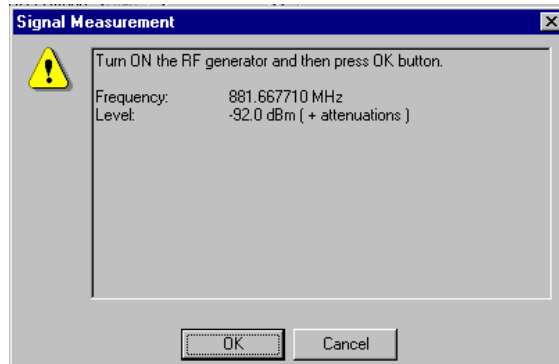 Signal Measurement
Turn ON the RF generator and then press OK button.
Frequency: 881.667710 MHz
Level: -92.0 dBm ( + attenuations )
OK Cancel